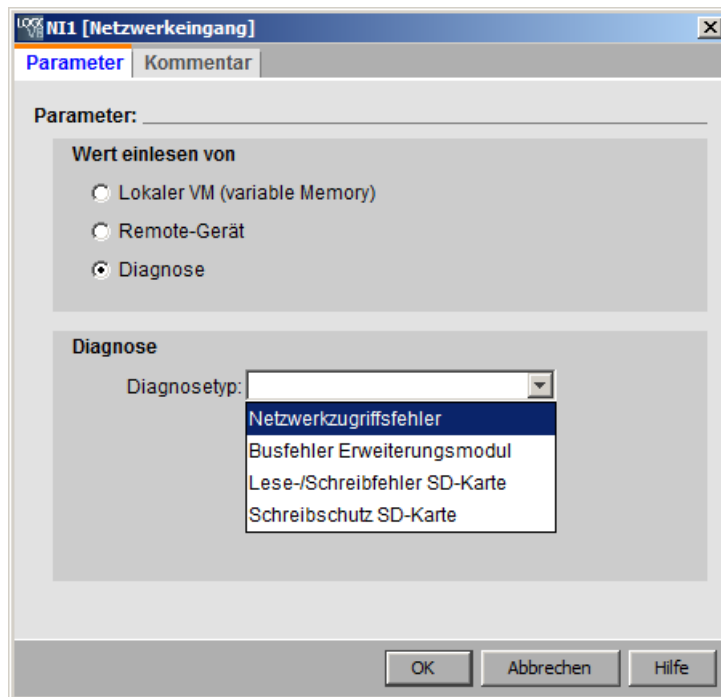 NI1 [Netzwerkeingang]
Parameter Kommentar
Parameter:
Wert einlesen von
Lokaler VM (variable Memory)
Remote-Gerät
Diagnose
Diagnose
Diagnosetyp:
Netzwerkzugriffsfehler
Busfehler Erweiterungsmodul
Lese-/Schreibfehler SD-Karte
Schreibschutz SD-Karte
OK Abbrechen Hilfe